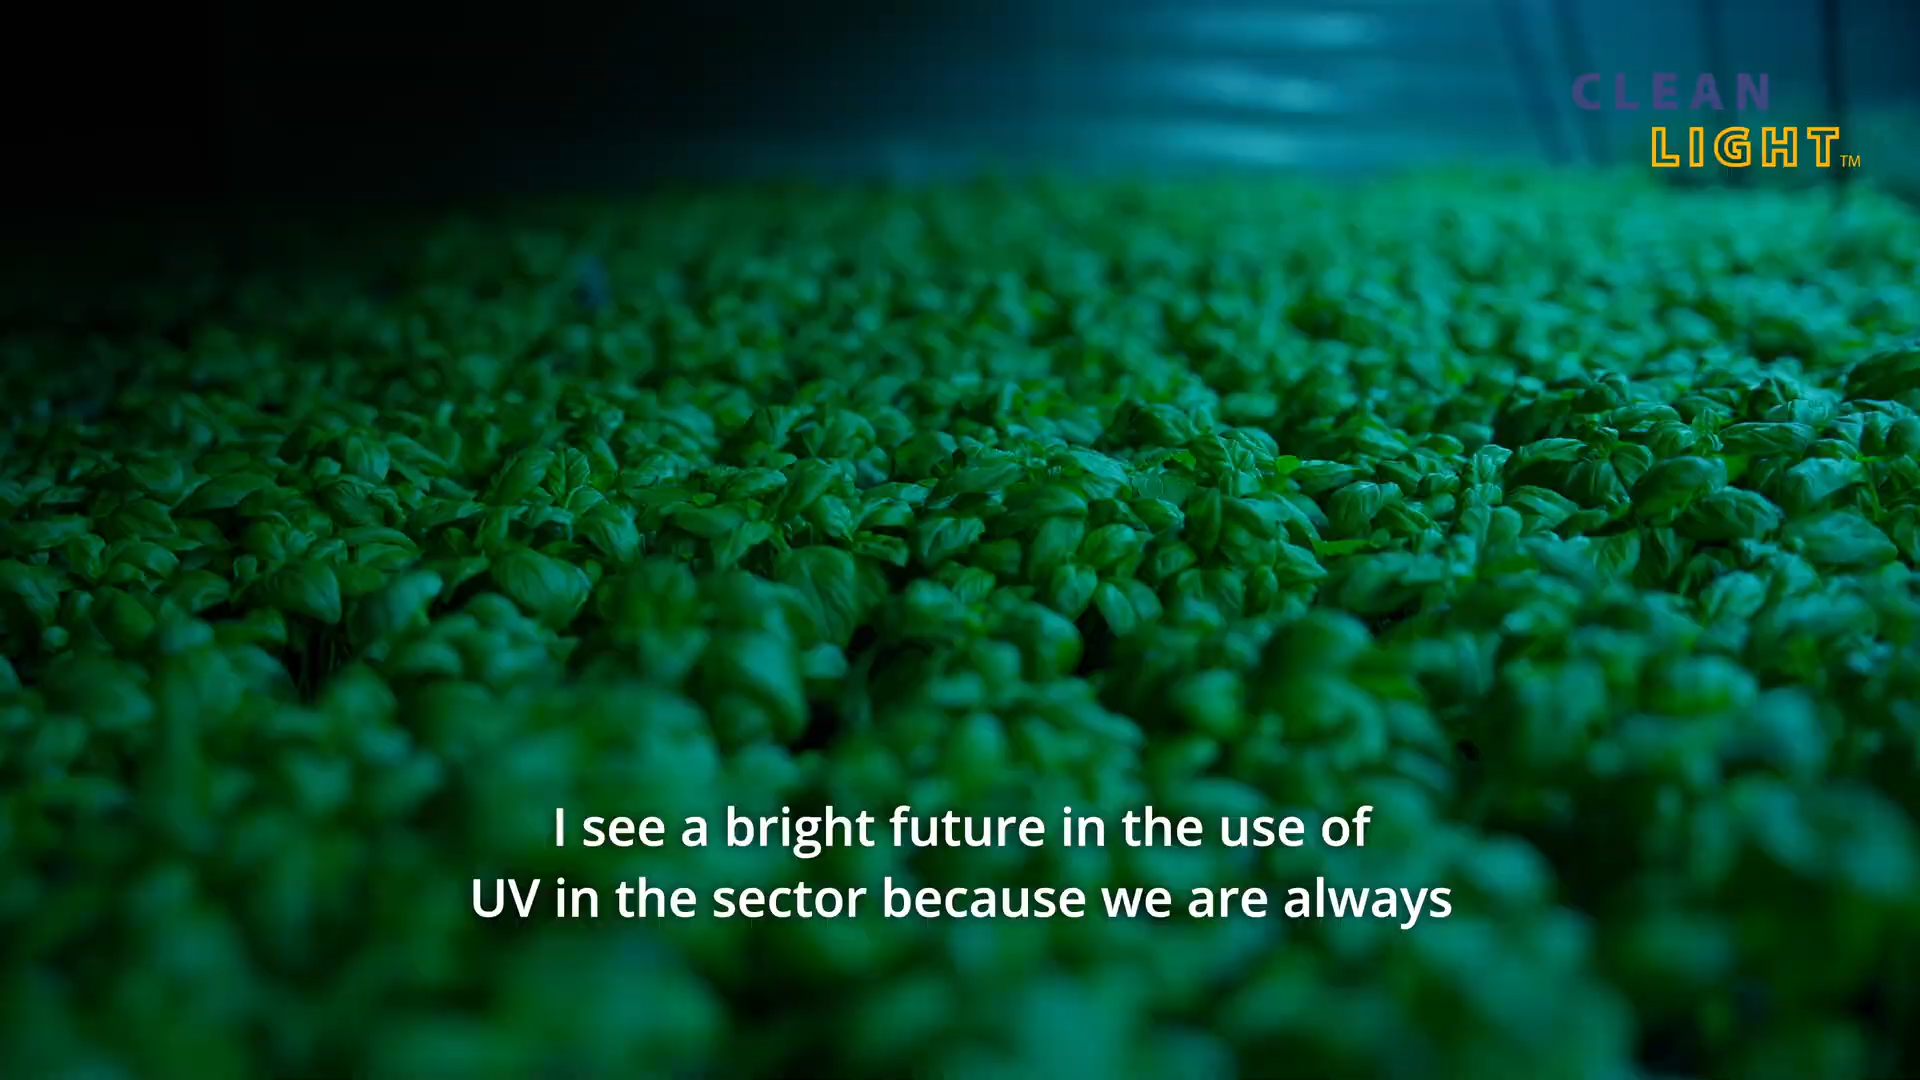 CLEAN
LIGHT™
I see a bright future in the use of
UV in the sector because we are always